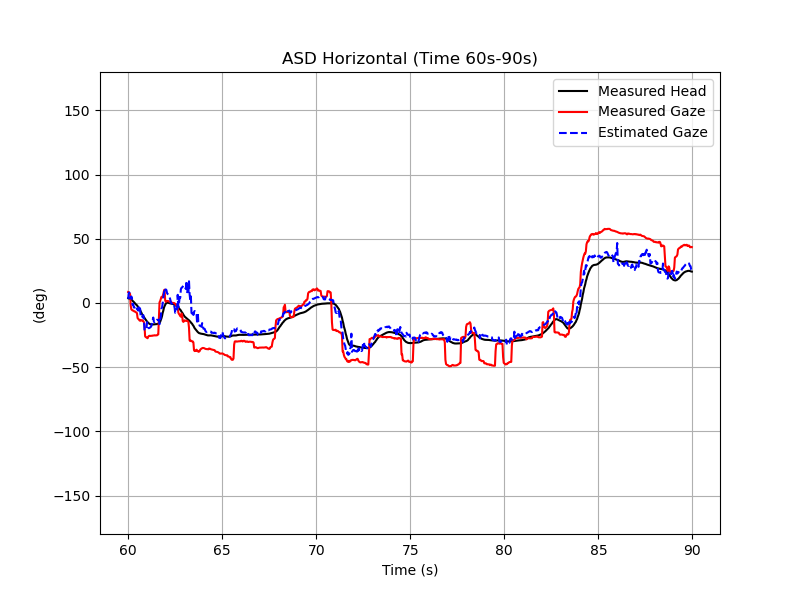 ASD Horizontal (Time 60s-90s)
Measured Head
Measured Gaze
Estimated Gaze
150
100
50
0
−50
−100
−150
(deg)
60 65 70 75 80 85 90
Time (s)